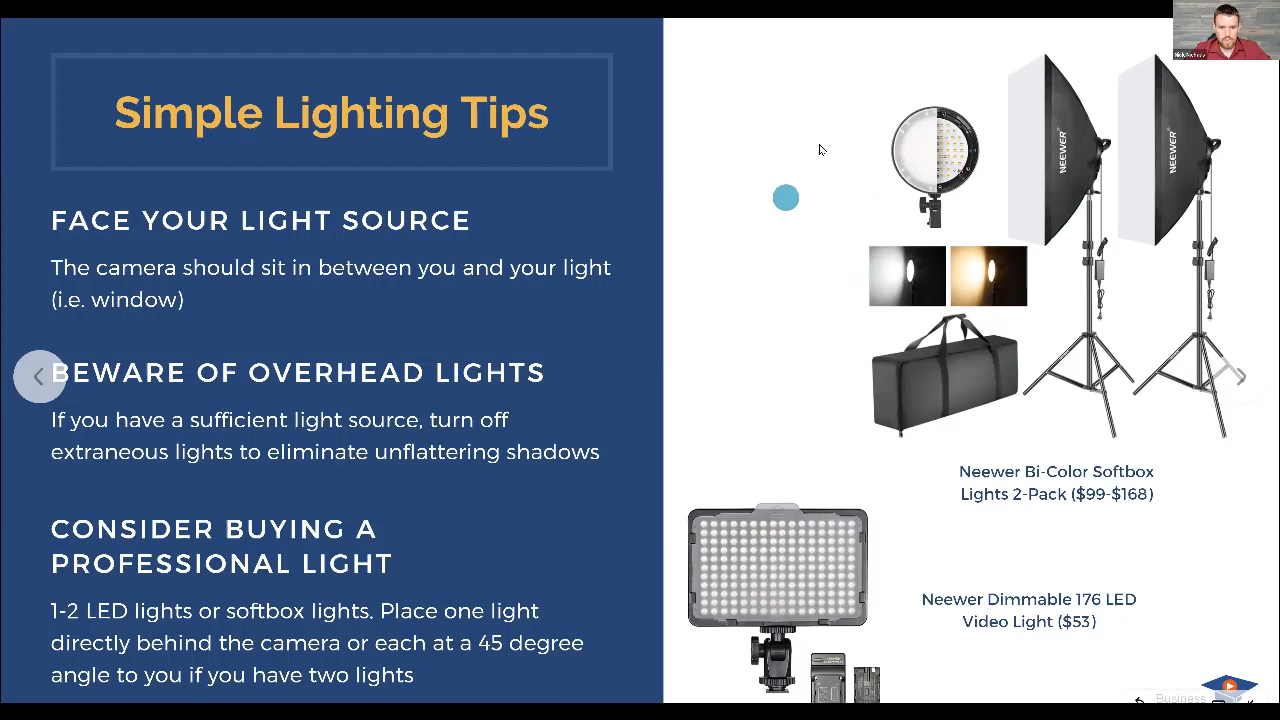 Simple Lighting Tips
FACE YOUR LIGHT SOURCE
The camera should sit in between you and your light
(i.e. window)
BEWARE OF OVERHEAD LIGHTS
If you have a sufficient light source, turn off
extraneous lights to eliminate unflattering shadows
CONSIDER BUYING A
PROFESSIONAL LIGHT
1-2 LED lights or softbox lights. Place one light
behind the camera or each at a 45 degree
if you have two lights
NEEWER
NEEWER
Neewer Bi-Color Softbox
Lights 2-Pack ($99-$168)
Neewer Dimmable 176 LED
Video Light ($53)
Business